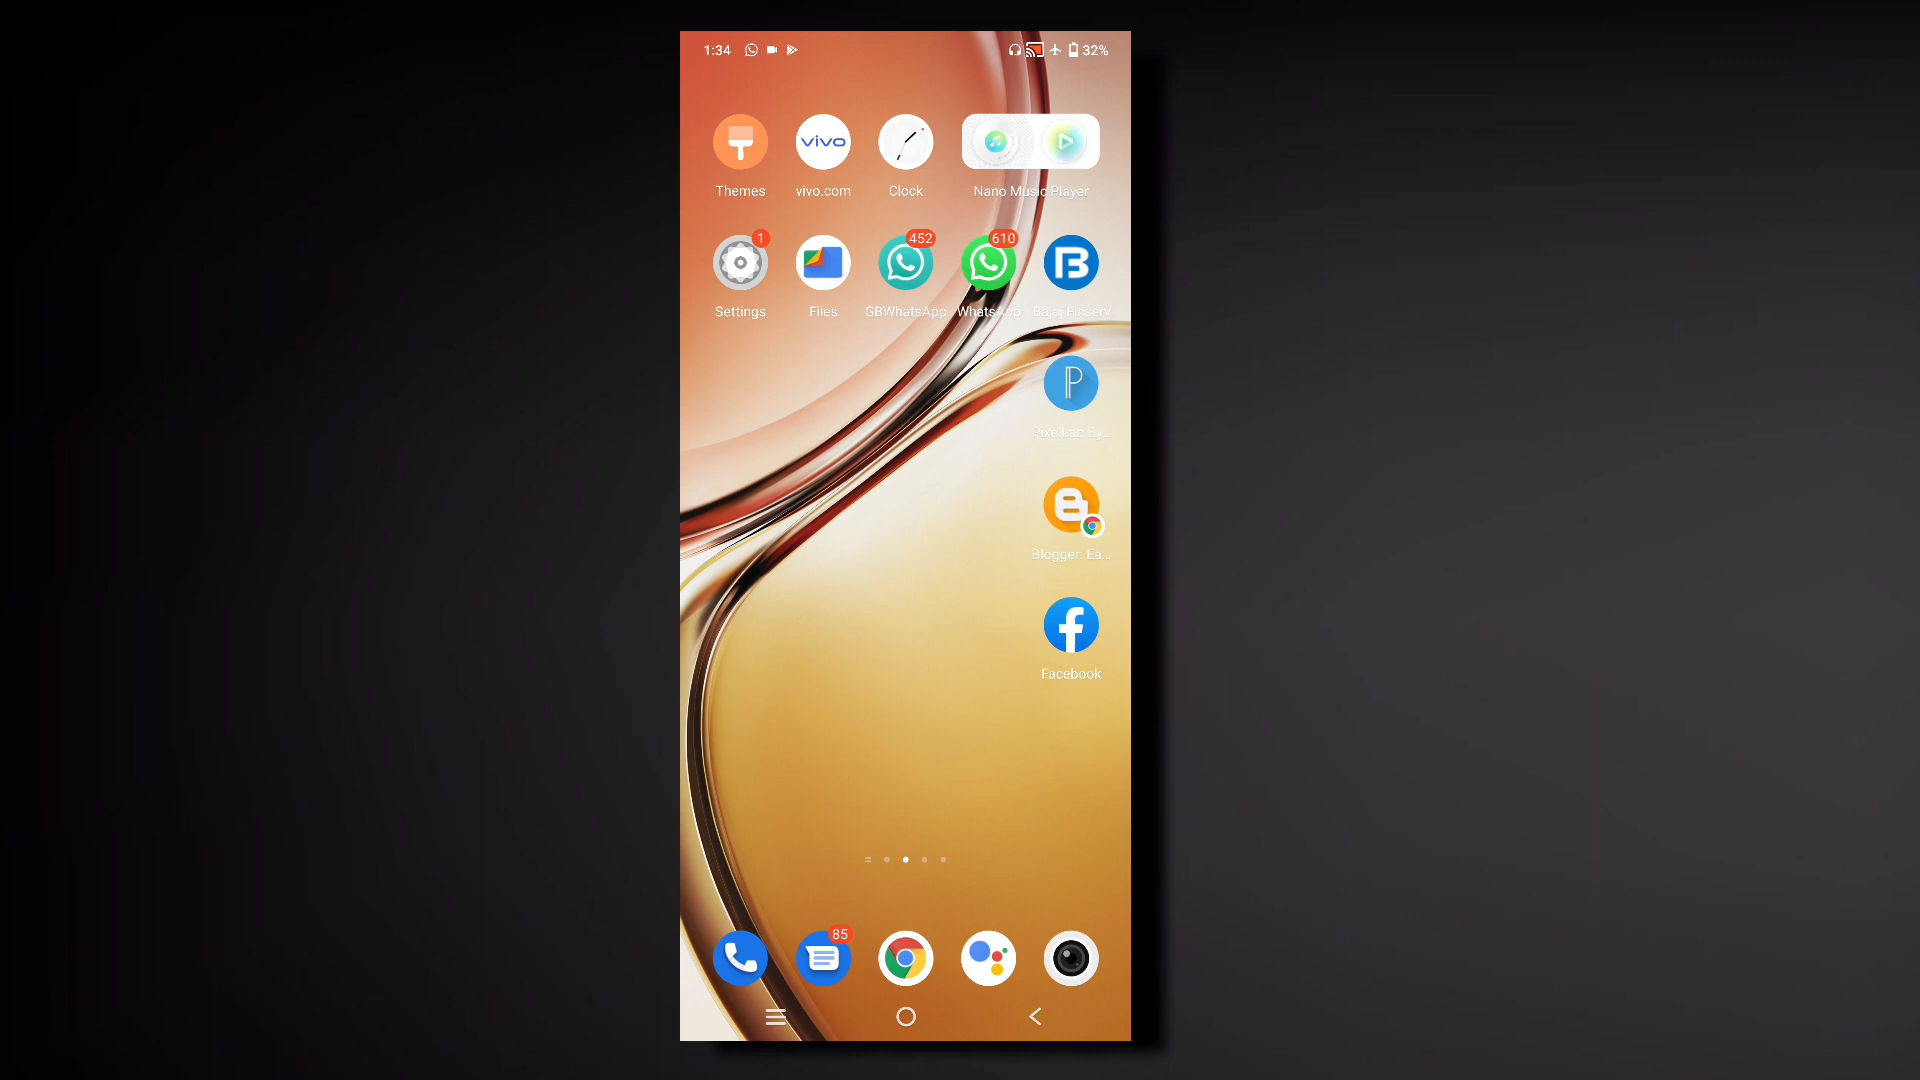 1:34 32%
vivo
Themes vivo.com Clock Nano Music Player
1 452 610
Settings Files GBWhatsApp WhatsApp Bajaj Finserv
PixelLab By...
Blogger: Ea...
Facebook
85